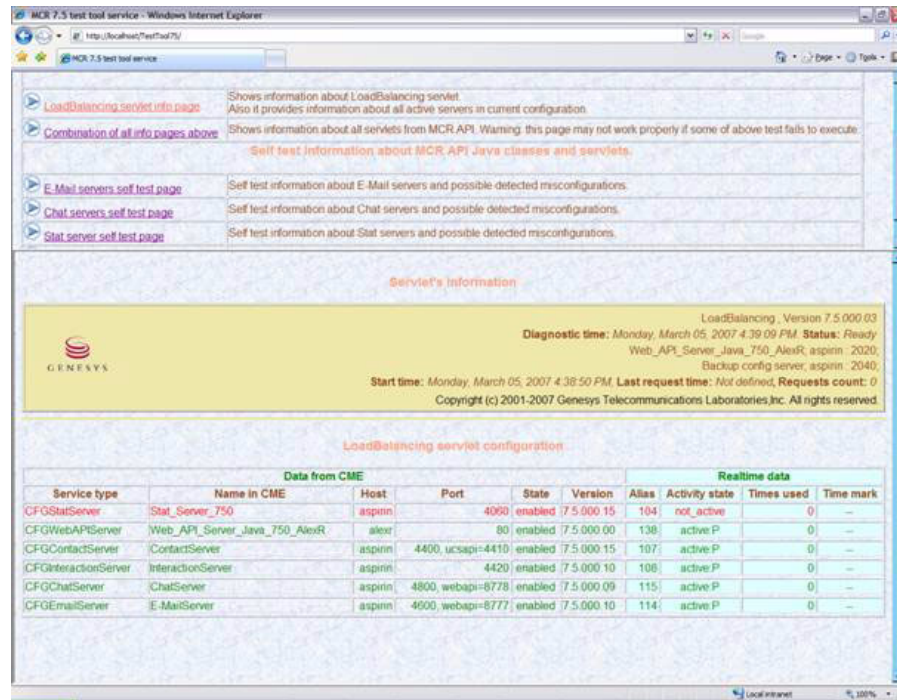 MCR 7.5 test tool service - Windows Internet Explorer
http://localhost/TestTool75/
Google
MCR 7.5 test tool service
Page
Tools
LoadBalancing servlet info page
Shows information about LoadBalancing servlet.
Also it provides information about all active servers in current configuration.
Combination of all info pages above
Shows information about all servlets from MCR API. Warning: this page may not work properly if some of above test fails to execute.
Self test information about MCR API Java classes and servlets.
E-Mail servers self test page
Self test information about E-Mail servers and possible detected misconfigurations.
Chat servers self test page
Self test information about Chat servers and possible detected misconfigurations.
Stat server self test page
Self test information about Stat servers and possible detected misconfigurations.
Servlet's information
GENESYS
LoadBalancing , Version 7.5.000.03
Diagnostic time: Monday, March 05, 2007 4:39:09 PM, Status: Ready
Web_API_Server_Java_750_AlexR; aspirin : 2020;
Backup config server; aspirin : 2040;
Start time: Monday, March 05, 2007 4:38:50 PM, Last request time: Not defined, Requests count: 0
Copyright (c) 2001-2007 Genesys Telecommunications Laboratories,Inc. All rights reserved.
LoadBalancing servlet configuration
Data from CME Realtime data
Service type Name in CME Host Port State Version Alias Activity state Times used Time mark
CFGStatServer Stat_Server_750 aspirin 4060 enabled 7.5.000.15 104 not_active 0 --
CFGWebAPIServer Web_API_Server_Java_750_AlexR alexr 80 enabled 7.5.000.00 138 active:P 0 --
CFGContactServer ContactServer aspirin 4400, ucsapi=4410 enabled 7.5.000.15 107 active:P 0 --
CFGInteractionServer InteractionServer aspirin 4420 enabled 7.5.000.10 108 active:P 0 --
CFGChatServer ChatServer aspirin 4800, webapi=8778 enabled 7.5.000.09 115 active:P 0 --
CFGEmailServer E-MailServer aspirin 4600, webapi=8777 enabled 7.5.000.10 114 active:P 0 --
Local intranet
100%